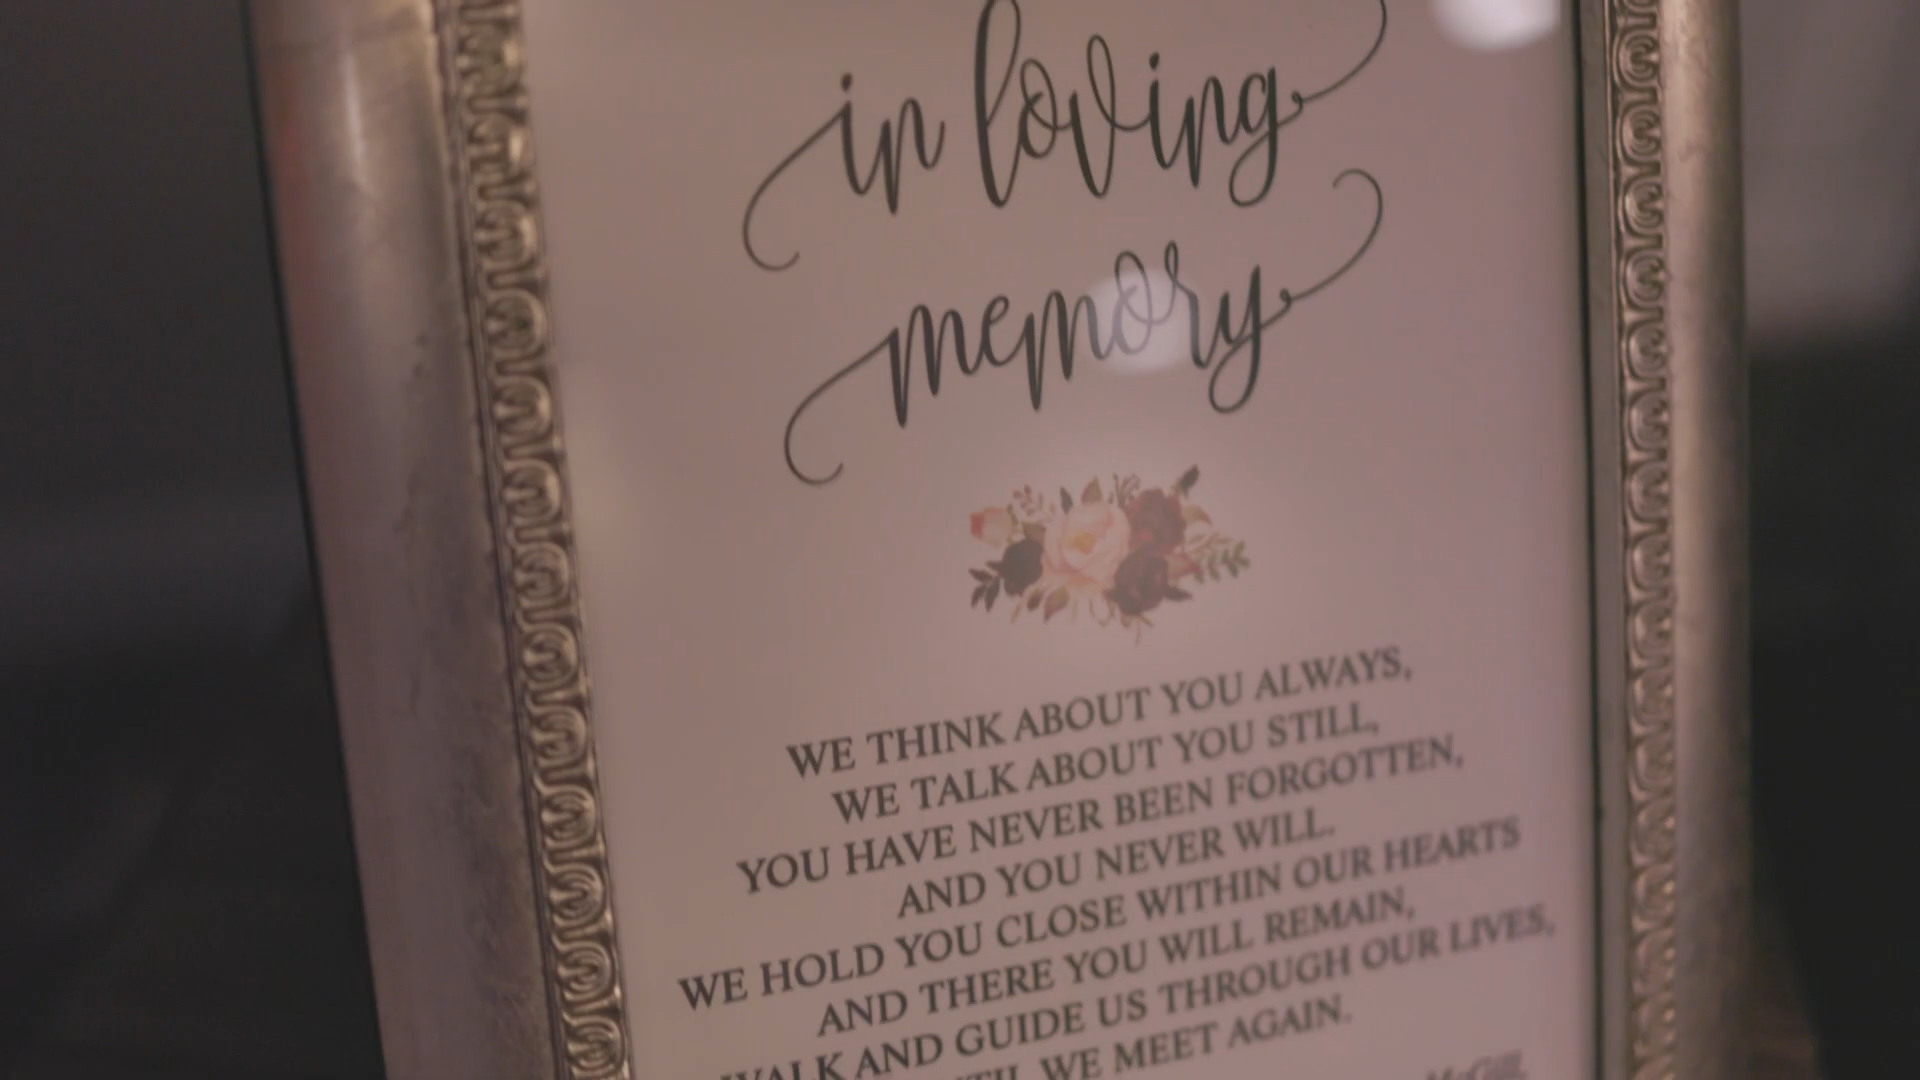 in loving
memory
WE THINK ABOUT YOU ALWAYS,
WE TALK ABOUT YOU STILL,
YOU HAVE NEVER BEEN FORGOTTEN,
AND YOU NEVER WILL.
WE HOLD YOU CLOSE WITHIN OUR HEARTS
AND THERE YOU WILL REMAIN,
WALK AND GUIDE US THROUGH OUR LIVES,
WE MEET AGAIN.